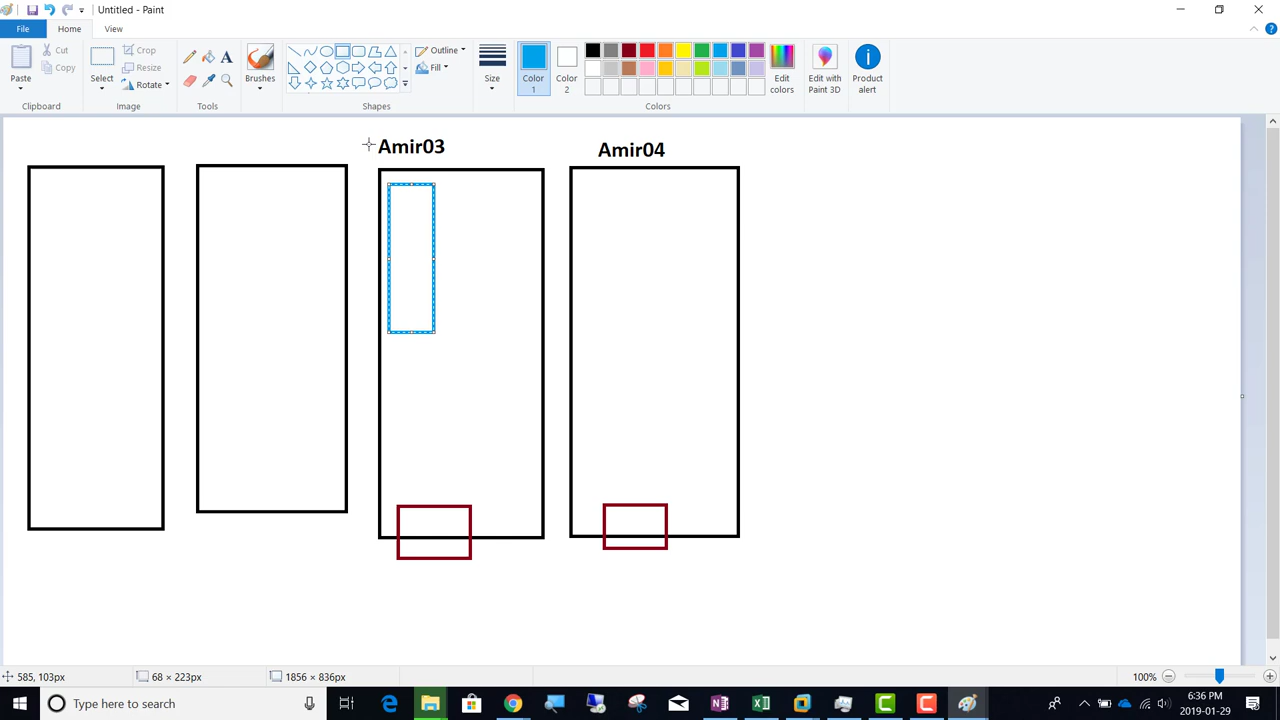 Untitled - Paint
File
Home
View
Paste
Cut
Copy
Clipboard
Select
Crop
Resize
Rotate
Image
Tools
Brushes
Outline
Fill
Shapes
Size
Color
1
Color
2
Edit
colors
Colors
Edit with
Paint 3D
Product
alert
Amir03
Amir04
585, 103px
68 × 223px
1856 × 836px
100%
Type here to search
6:36 PM
2019-01-29